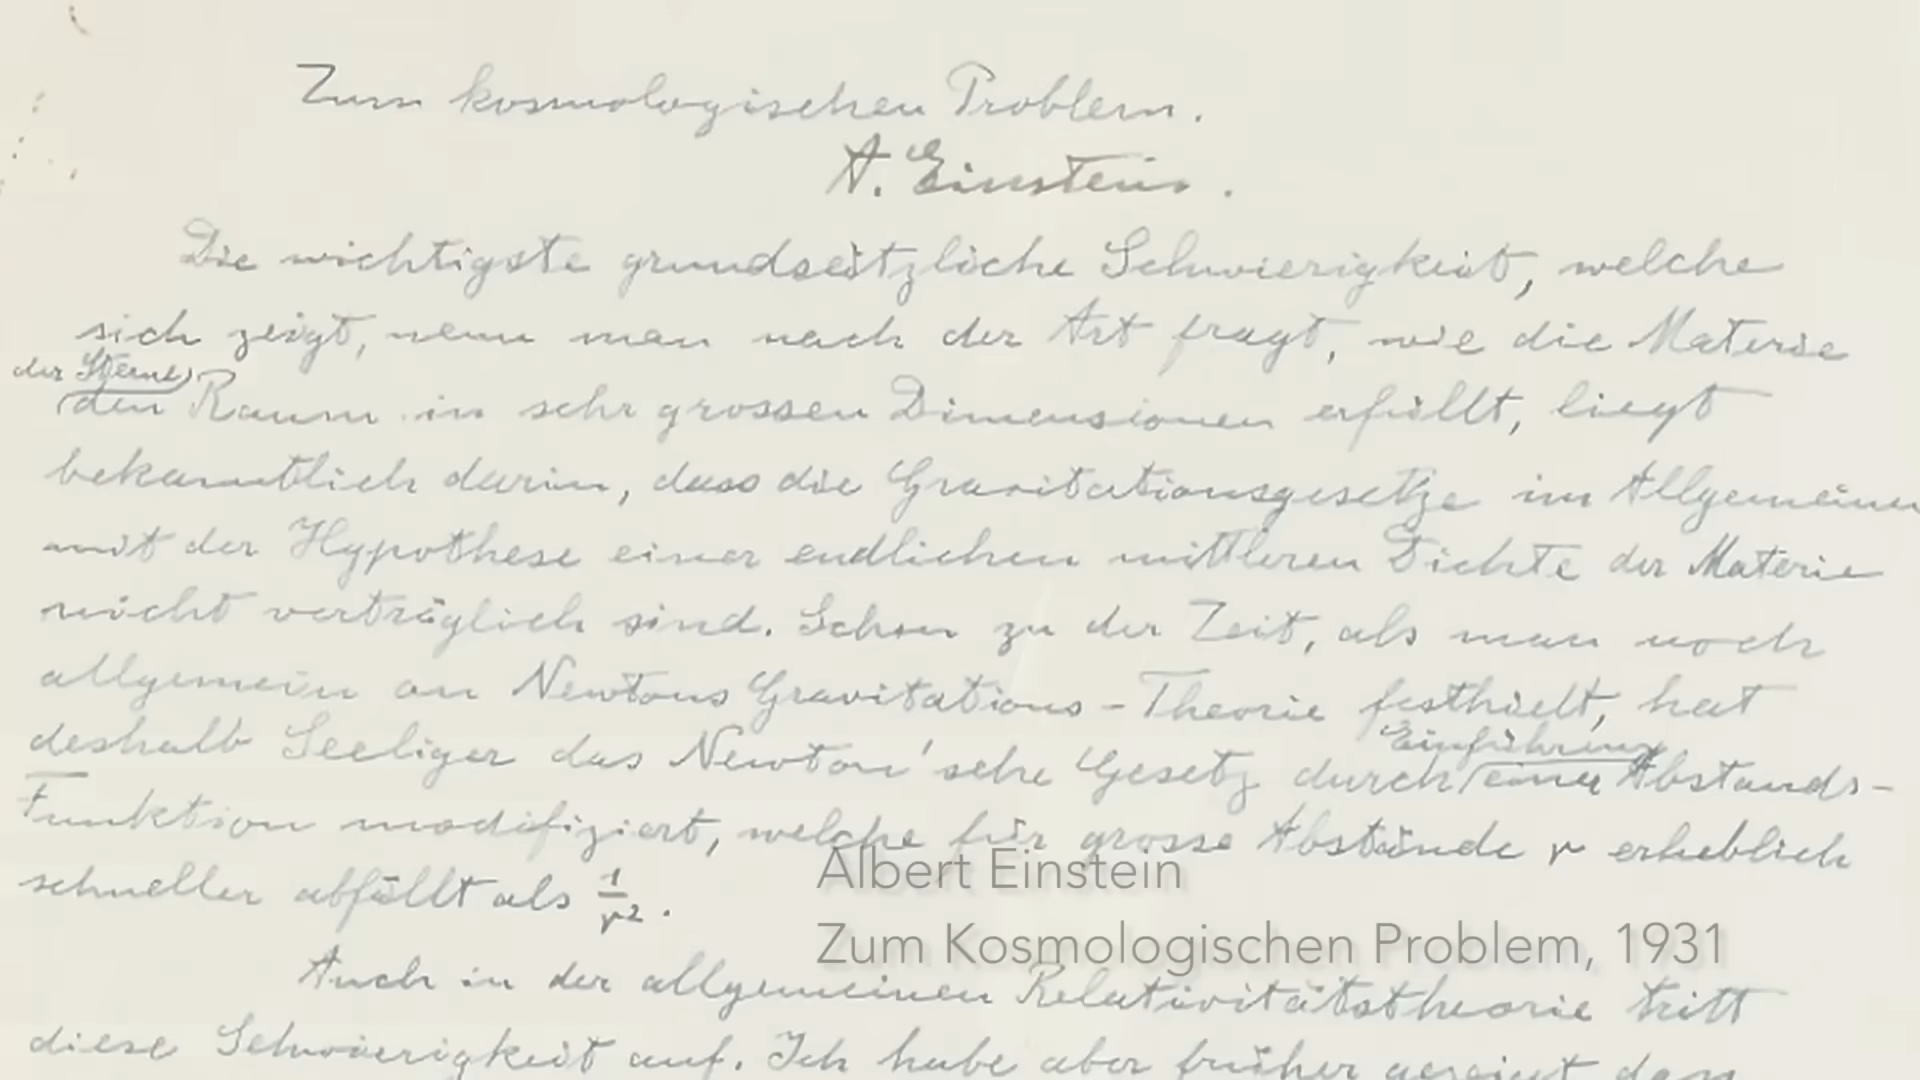 Zum kosmologischen Problem.
A. Einstein.
Die wichtigste grundsätzliche Schwierigkeit, welche
sich zeigt, wenn man nach der Art fragt, wie die Materie
der Sterne
den Raum in sehr grossen Dimensionen erfüllt, liegt
bekanntlich darin, dass die Gravitationsgesetze im Allgemeinen
mit der Hypothese einer endlichen mittleren Dichte der Materie
nicht verträglich sind. Schon zu der Zeit, als man noch
allgemein an Newtons Gravitations-Theorie festhielt, hat
Einführung
deshalb Seeliger das Newton'sche Gesetz durch einer Abstands-
Funktion modifiziert, welche für grosse Abstände r erheblich
schneller abfällt als 1/r².
Albert Einstein
Zum Kosmologischen Problem, 1931
Auch in der allgemeinen Relativitätstheorie tritt
diese Schwierigkeit auf. Ich habe aber früher gezeigt, dass